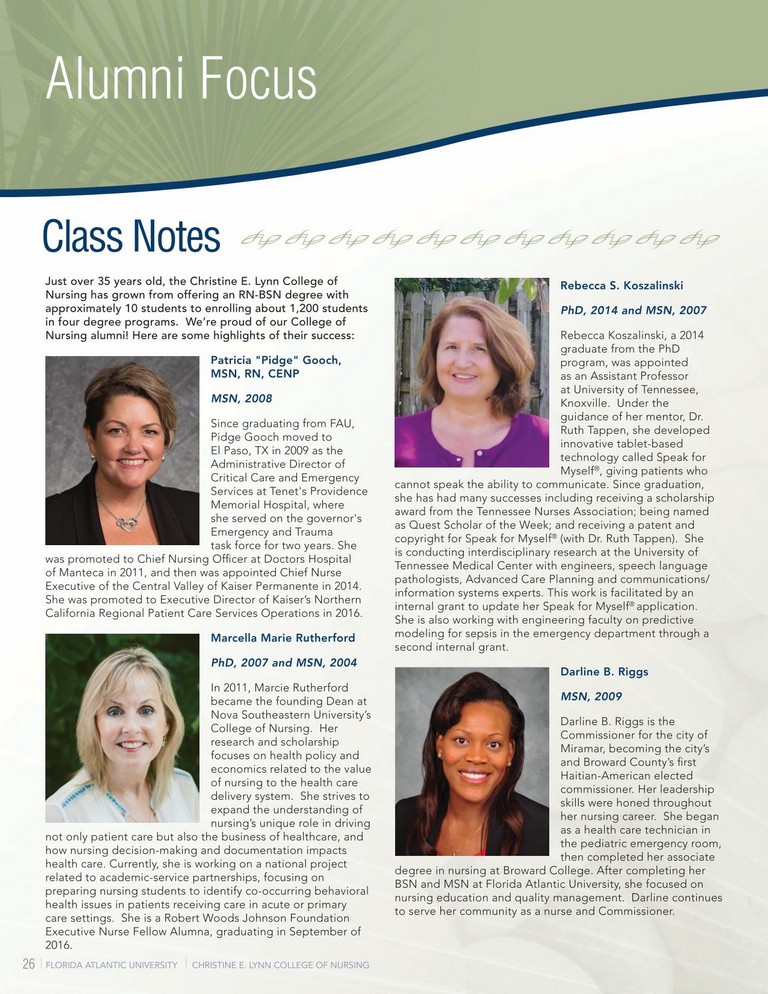 Alumni Focus
Class Notes
Just over 35 years old, the Christine E. Lynn College of
Nursing has grown from offering an RN-BSN degree with
approximately 10 students to enrolling about 1,200 students
in four degree programs.  We're proud of our College of
Nursing alumni! Here are some highlights of their success:
Patricia "Pidge" Gooch,
MSN, RN, CENP
MSN, 2008
Since graduating from FAU,
Pidge Gooch moved to
El Paso, TX in 2009 as the
Administrative Director of
Critical Care and Emergency
Services at Tenet's Providence
Memorial Hospital, where
she served on the governor's
Emergency and Trauma
task force for two years. She
was promoted to Chief Nursing Officer at Doctors Hospital
of Manteca in 2011, and then was appointed Chief Nurse
Executive of the Central Valley of Kaiser Permanente in 2014.
She was promoted to Executive Director of Kaiser's Northern
California Regional Patient Care Services Operations in 2016.
Marcella Marie Rutherford
PhD, 2007 and MSN, 2004
In 2011, Marcie Rutherford
became the founding Dean at
Nova Southeastern University's
College of Nursing.  Her
research and scholarship
focuses on health policy and
economics related to the value
of nursing to the health care
delivery system.  She strives to
expand the understanding of
nursing's unique role in driving
not only patient care but also the business of healthcare, and
how nursing decision-making and documentation impacts
health care. Currently, she is working on a national project
related to academic-service partnerships, focusing on
preparing nursing students to identify co-occurring behavioral
health issues in patients receiving care in acute or primary
care settings.  She is a Robert Woods Johnson Foundation
Executive Nurse Fellow Alumna, graduating in September of
2016.
Rebecca S. Koszalinski
PhD, 2014 and MSN, 2007
Rebecca Koszalinski, a 2014
graduate from the PhD
program, was appointed
as an Assistant Professor
at University of Tennessee,
Knoxville.  Under the
guidance of her mentor, Dr.
Ruth Tappen, she developed
innovative tablet-based
technology called Speak for
Myself®, giving patients who
cannot speak the ability to communicate. Since graduation,
she has had many successes including receiving a scholarship
award from the Tennessee Nurses Association; being named
as Quest Scholar of the Week; and receiving a patent and
copyright for Speak for Myself® (with Dr. Ruth Tappen).  She
is conducting interdisciplinary research at the University of
Tennessee Medical Center with engineers, speech language
pathologists, Advanced Care Planning and communications/
information systems experts. This work is facilitated by an
internal grant to update her Speak for Myself® application.
She is also working with engineering faculty on predictive
modeling for sepsis in the emergency department through a
second internal grant.
Darline B. Riggs
MSN, 2009
Darline B. Riggs is the
Commissioner for the city of
Miramar, becoming the city's
and Broward County's first
Haitian-American elected
commissioner. Her leadership
skills were honed throughout
her nursing career.  She began
as a health care technician in
the pediatric emergency room,
then completed her associate
degree in nursing at Broward College. After completing her
BSN and MSN at Florida Atlantic University, she focused on
nursing education and quality management.  Darline continues
to serve her community as a nurse and Commissioner.
26 | FLORIDA ATLANTIC UNIVERSITY | CHRISTINE E. LYNN COLLEGE OF NURSING